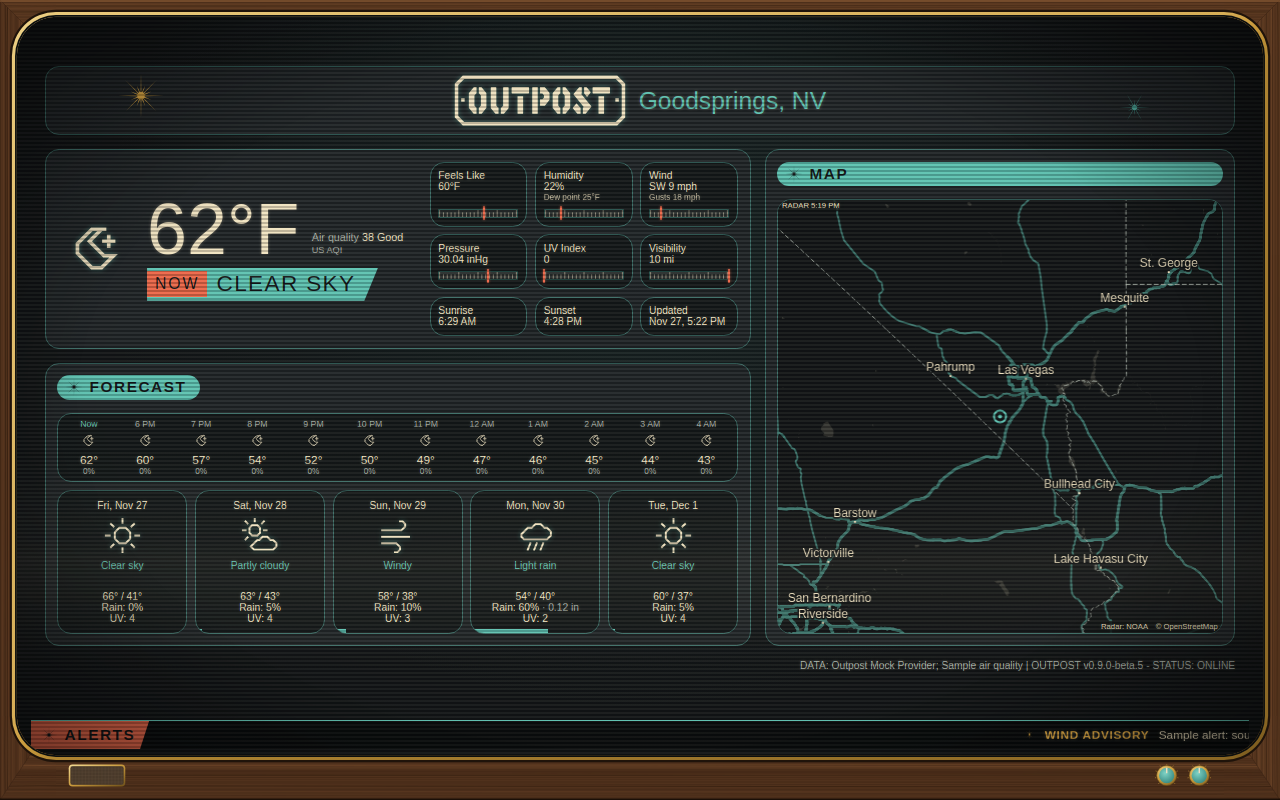 OUTPOST
Goodsprings, NV
62°F
Air quality 38 Good
US AQI
NOW CLEAR SKY
Feels Like
60°F
Humidity
22%
Dew point 25°F
Wind
SW 9 mph
Gusts 18 mph
Pressure
30.04 inHg
UV Index
0
Visibility
10 mi
Sunrise
6:29 AM
Sunset
4:28 PM
Updated
Nov 27, 5:22 PM
FORECAST
Now 6 PM 7 PM 8 PM 9 PM 10 PM 11 PM 12 AM 1 AM 2 AM 3 AM 4 AM
62° 60° 57° 54° 52° 50° 49° 47° 46° 45° 44° 43°
0% 0% 0% 0% 0% 0% 0% 0% 0% 0% 0% 0%
Fri, Nov 27
Clear sky
66° / 41°
Rain: 0%
UV: 4
Sat, Nov 28
Partly cloudy
63° / 43°
Rain: 5%
UV: 4
Sun, Nov 29
Windy
58° / 38°
Rain: 10%
UV: 3
Mon, Nov 30
Light rain
54° / 40°
Rain: 60% · 0.12 in
UV: 2
Tue, Dec 1
Clear sky
60° / 37°
Rain: 5%
UV: 4
MAP
RADAR 5:19 PM
St. George
Mesquite
Pahrump
Las Vegas
Bullhead City
Barstow
Victorville
Lake Havasu City
San Bernardino
Riverside
Radar: NOAA © OpenStreetMap
DATA: Outpost Mock Provider; Sample air quality | OUTPOST v0.9.0-beta.5 - STATUS: ONLINE
ALERTS
WIND ADVISORY Sample alert: sou